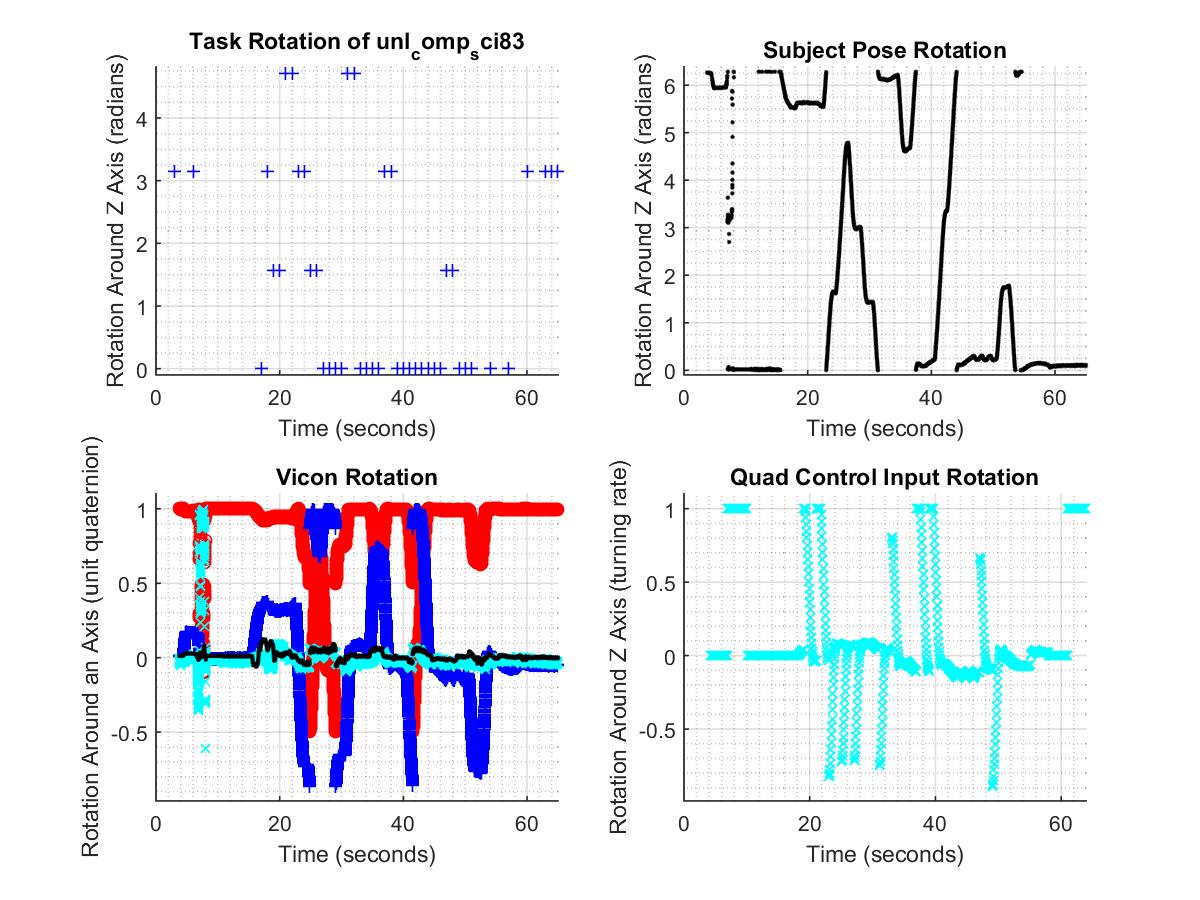 Task Rotation of unlcompsci83
Rotation Around Z Axis (radians)
4
3
2
1
0
0 20 40 60
Time (seconds)
Subject Pose Rotation
Rotation Around Z Axis (radians)
6
5
4
3
2
1
0
0 20 40 60
Time (seconds)
Vicon Rotation
Rotation Around an Axis (unit quaternion)
1
0.5
0
-0.5
0 20 40 60
Time (seconds)
Quad Control Input Rotation
Rotation Around Z Axis (turning rate)
1
0.5
0
-0.5
0 20 40 60
Time (seconds)